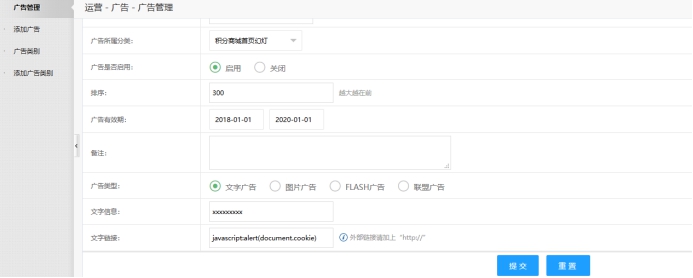 广告管理
添加广告
广告类别
添加广告类别
运营 - 广告 - 广告管理
广告所属分类: 积分商城首页幻灯
广告是否启用: 启用 关闭
排序: 300 越大越在前
广告有效期: 2018-01-01 2020-01-01
备注:
广告类型: 文字广告 图片广告 FLASH广告 联盟广告
文字信息: xxxxxxxxx
文字链接: javascript:alert(document.cookie) 外部链接请加上 "http://"
提交 重置